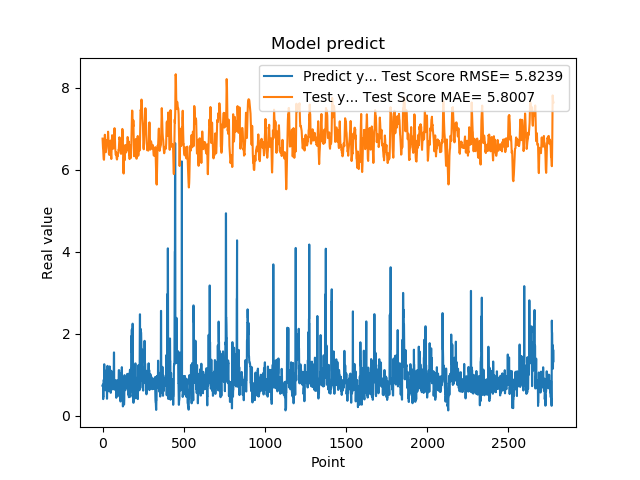 Model predict
Predict y... Test Score RMSE= 5.8239
Test y... Test Score MAE= 5.8007
Real value
8
6
4
2
0
0 500 1000 1500 2000 2500
Point